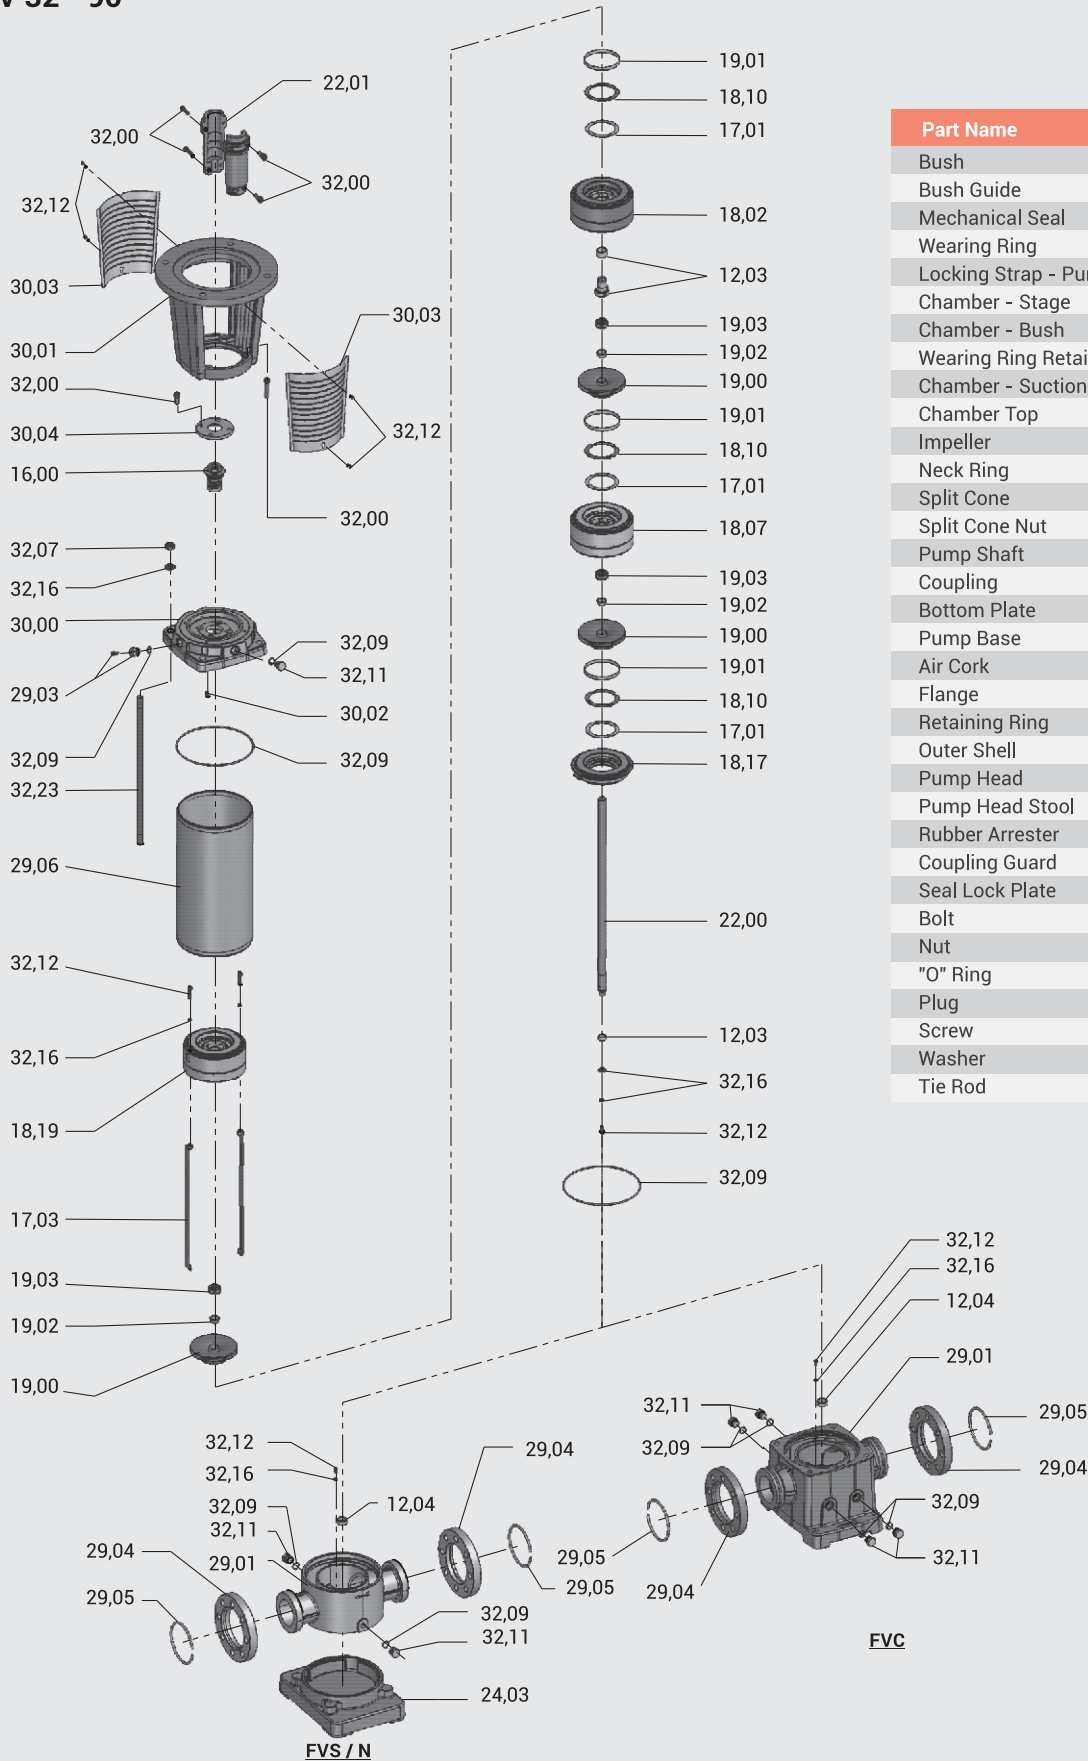 V 32 - 90
22,01
32,00
32,00
32,12
30,03
30,01
30,03
32,00
30,04
32,12
16,00
32,00
32,07
32,16
30,00
32,09
32,11
29,03
30,02
32,09
32,09
32,23
29,06
32,12
32,16
18,19
17,03
19,03
19,02
19,00
19,01
18,10
17,01
18,02
12,03
19,03
19,02
19,00
19,01
18,10
17,01
18,07
19,03
19,02
19,00
19,01
18,10
17,01
18,17
22,00
12,03
32,16
32,12
32,09
32,12
32,16
32,09
32,11
29,01
29,04
29,05
12,04
29,04
29,05
29,05
32,09
32,11
24,03
FVS / N
32,12
32,16
12,04
29,01
32,11
32,09
29,05
29,04
32,09
32,11
29,04
FVC
Part Name
Bush
Bush Guide
Mechanical Seal
Wearing Ring
Locking Strap - Pu
Chamber - Stage
Chamber - Bush
Wearing Ring Retai
Chamber - Suction
Chamber Top
Impeller
Neck Ring
Split Cone
Split Cone Nut
Pump Shaft
Coupling
Bottom Plate
Pump Base
Air Cork
Flange
Retaining Ring
Outer Shell
Pump Head
Pump Head Stool
Rubber Arrester
Coupling Guard
Seal Lock Plate
Bolt
Nut
"O" Ring
Plug
Screw
Washer
Tie Rod